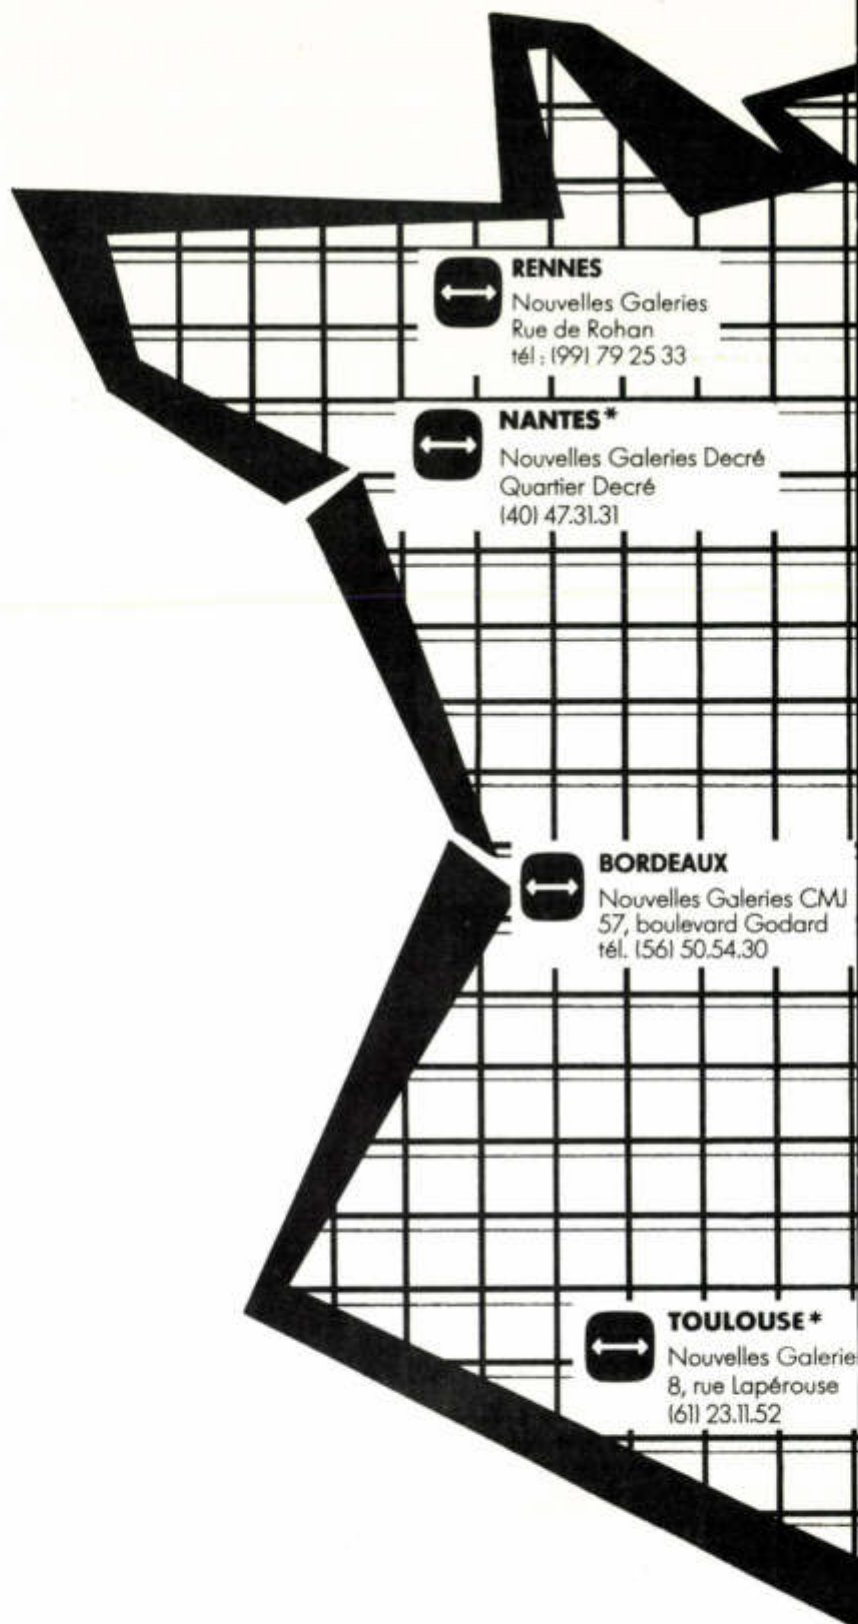 RENNES
Nouvelles Galeries
Rue de Rohan
tél : (99) 79 25 33
NANTES*
Nouvelles Galeries Decré
Quartier Decré
(40) 47.31.31
BORDEAUX
Nouvelles Galeries CMJ
57, boulevard Godard
tél. (56) 50.54.30
TOULOUSE*
Nouvelles Galerie
8, rue Lapérouse
(61) 23.11.52